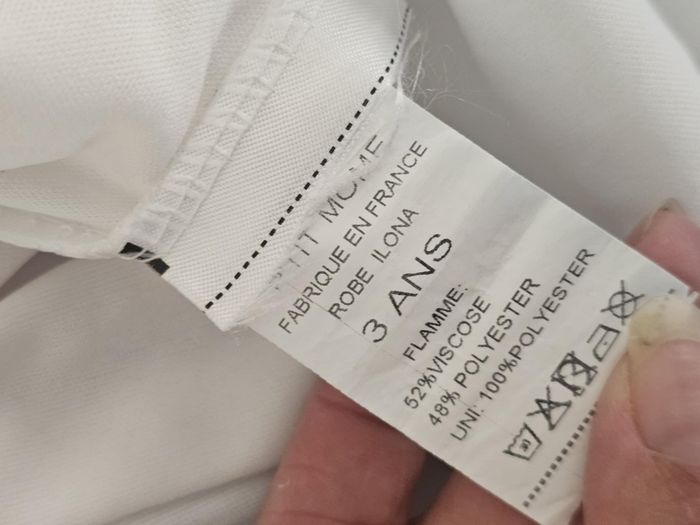 FABRIQUE EN FRANCE
ROBE ILONA
3 ANS
FLAMME:
52%VISCOSE
48% POLYESTER
UNI: 100%POLYESTER